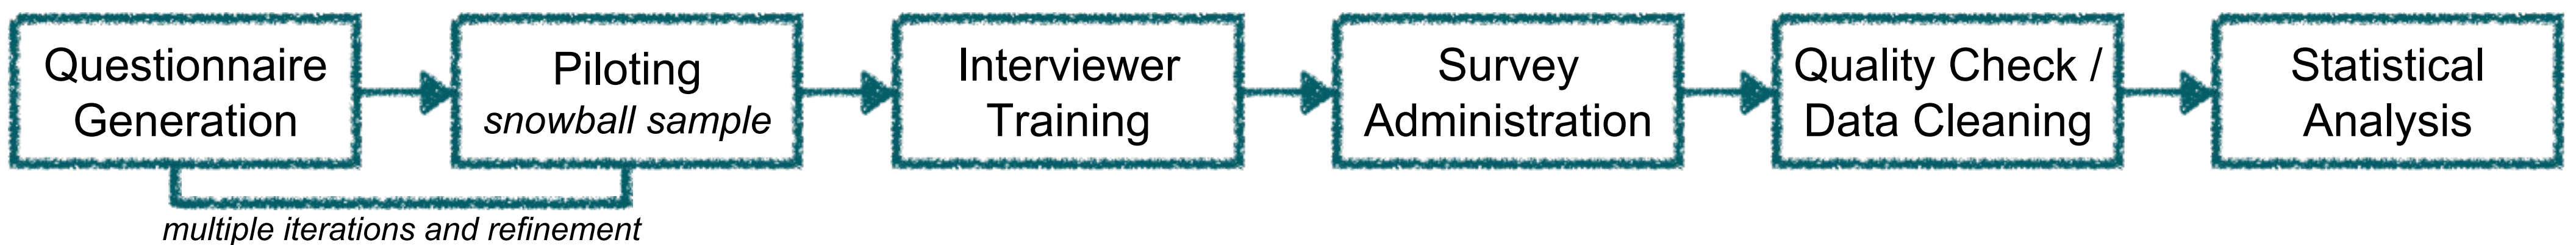 Questionnaire
Generation
Piloting
snowball sample
Interviewer
Training
Survey
Administration
Quality Check /
Data Cleaning
Statistical
Analysis
multiple iterations and refinement